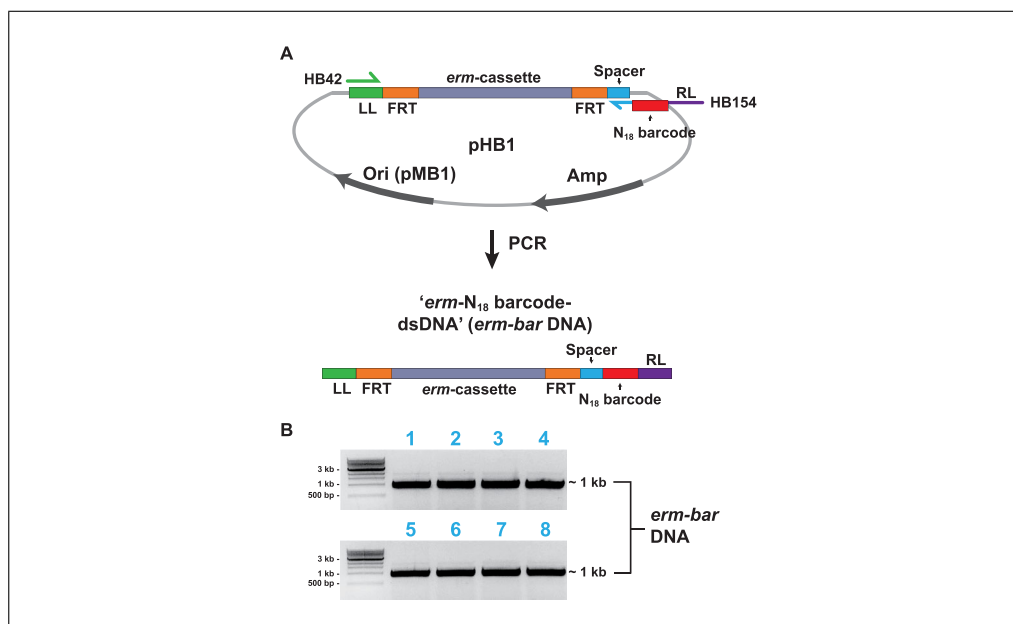 A
HB42
erm-cassette
Spacer
RL
LL
FRT
FRT
HB154
N18 barcode
pHB1
Ori (pMB1)
Amp
PCR
‘erm-N18 barcode-
dsDNA’ (erm-bar DNA)
Spacer
RL
LL
FRT
erm-cassette
FRT
N18 barcode
B
1 2 3 4
3 kb -
1 kb -
500 bp -
~ 1 kb
erm-bar
DNA
5 6 7 8
3 kb -
1 kb -
500 bp -
~ 1 kb